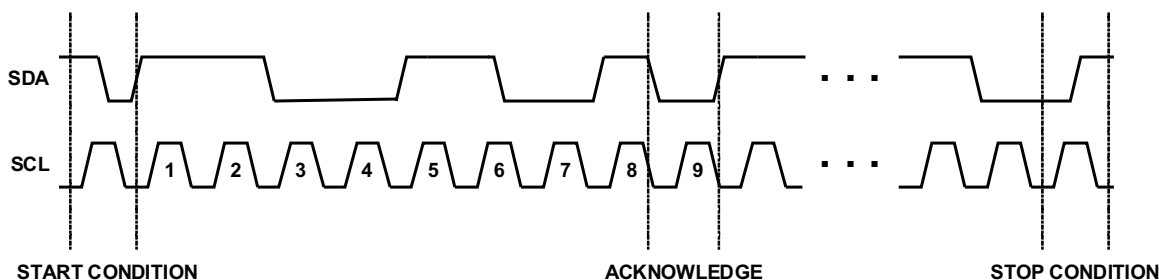 SDA
SCL 1 2 3 4 5 6 7 8 9
START CONDITION ACKNOWLEDGE STOP CONDITION